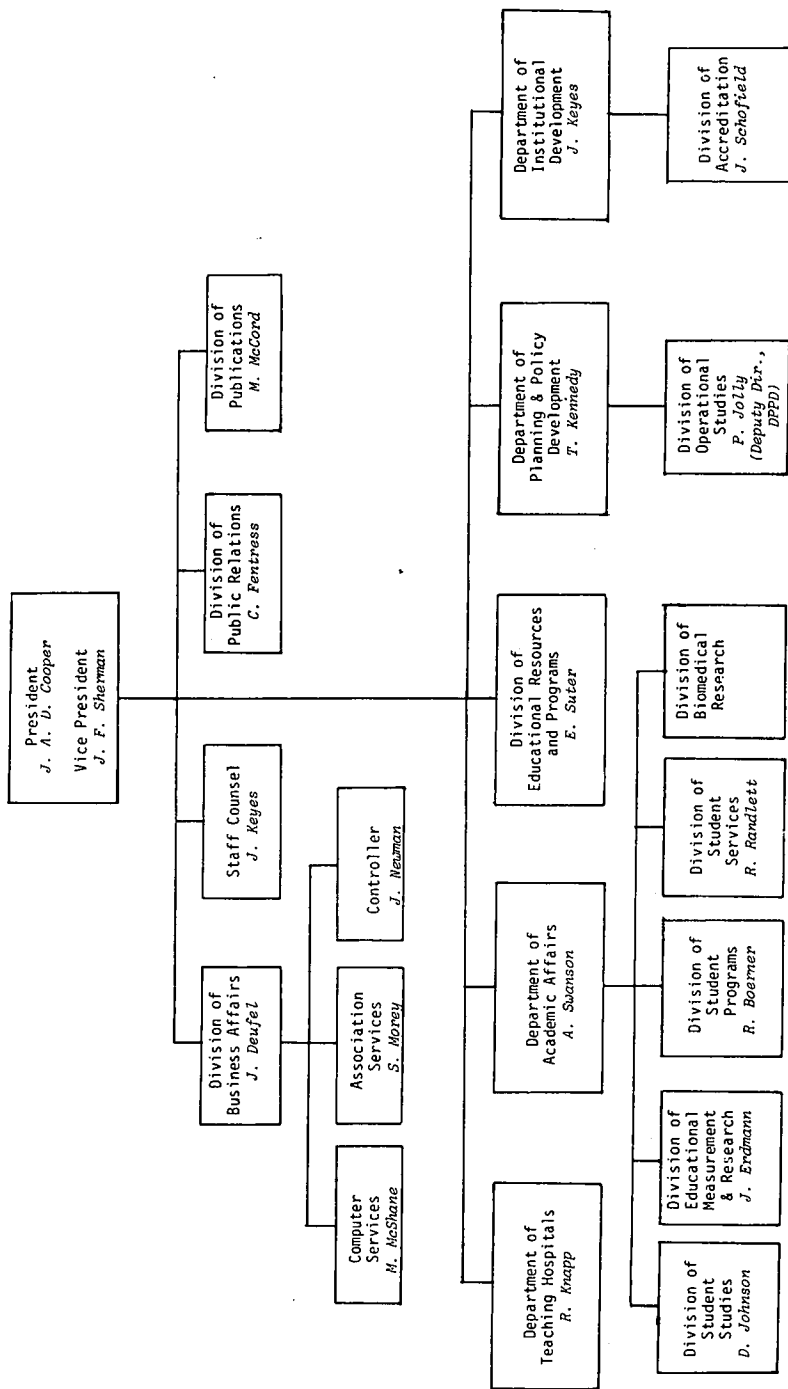 President
J. A. D. Cooper
Vice President
J. F. Sherman
Division of
Business Affairs
J. Deufel
Staff Counsel
J. Keyes
Division of
Public Relations
C. Fentress
Division of
Publications
M. McCord
Computer
Services
M. McShane
Association
Services
S. Morey
Controller
J. Newman
Department of
Teaching Hospitals
R. Knapp
Department of
Academic Affairs
A. Swanson
Division of
Educational Resources
and Programs
E. Suter
Department of
Planning & Policy
Development
T. Kennedy
Department of
Institutional
Development
J. Keyes
Division of
Student
Studies
D. Johnson
Division of
Educational
Measurement
& Research
J. Erdmann
Division of
Student
Programs
R. Boerner
Division of
Student
Services
R. Randlett
Division of
Biomedical
Research
Division of
Operational
Studies
P. Jolly
(Deputy Dir.,
DPPD)
Division of
Accreditation
J. Schofield